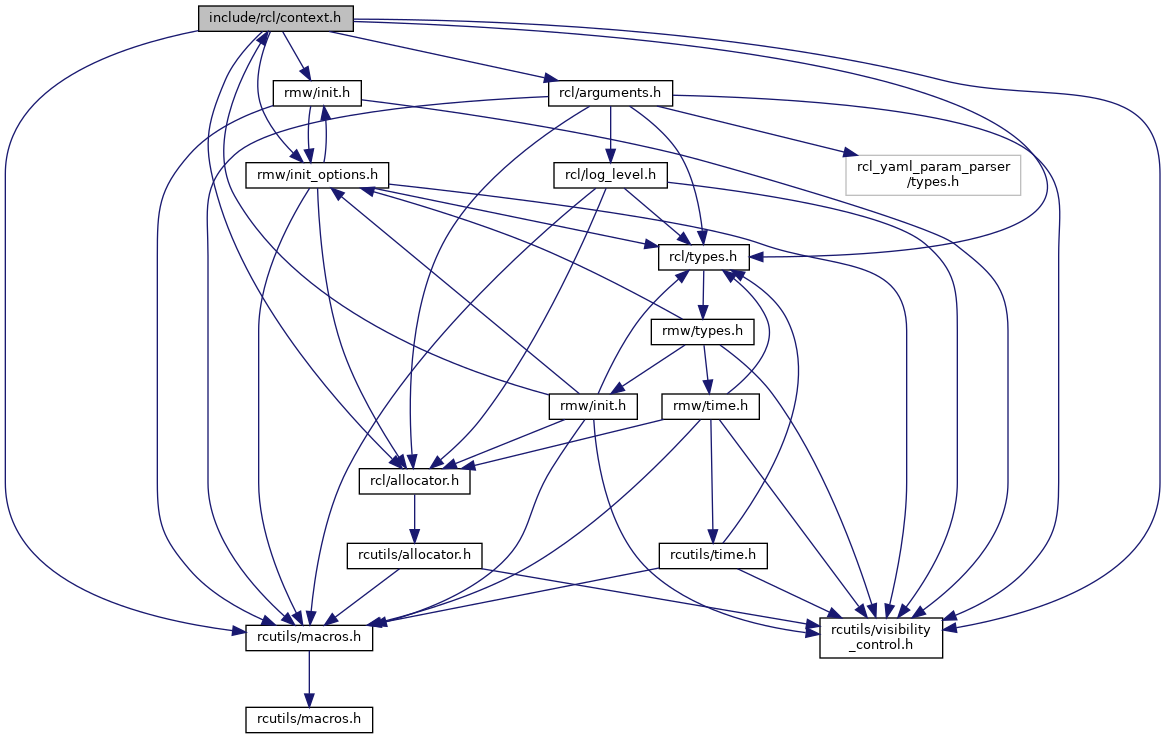 include/rcl/context.h
rmw/init.h
rcl/arguments.h
rmw/init_options.h
rcl/log_level.h
rcl_yaml_param_parser
/types.h
rcl/types.h
rmw/types.h
rmw/init.h
rmw/time.h
rcl/allocator.h
rcutils/allocator.h
rcutils/time.h
rcutils/macros.h
rcutils/visibility
_control.h
rcutils/macros.h